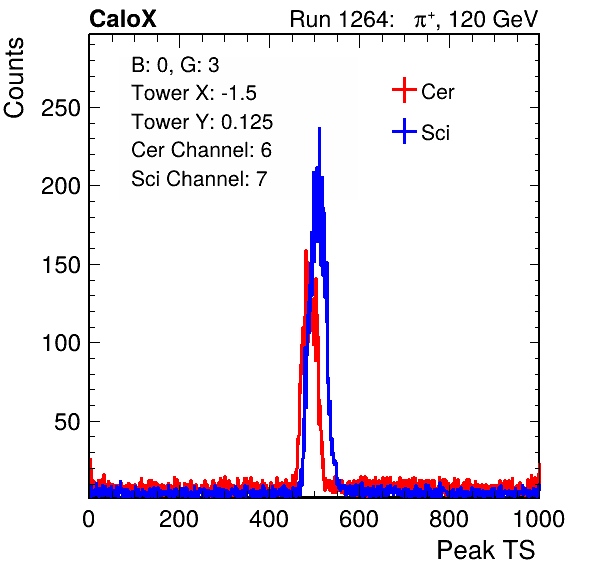 CaloX Run 1264: π⁺, 120 GeV
Counts
B: 0, G: 3
Tower X: -1.5
Tower Y: 0.125
Cer Channel: 6
Sci Channel: 7
Cer
Sci
250
200
150
100
50
0 200 400 600 800 1000
Peak TS